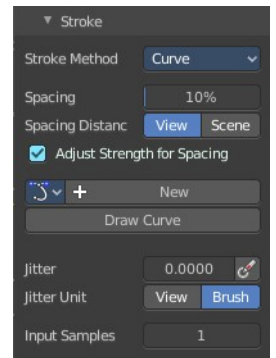 Stroke
Stroke Method Curve
Spacing 10%
Spacing Distanc View Scene
Adjust Strength for Spacing
New
Draw Curve
Jitter 0.0000
Jitter Unit View Brush
Input Samples 1